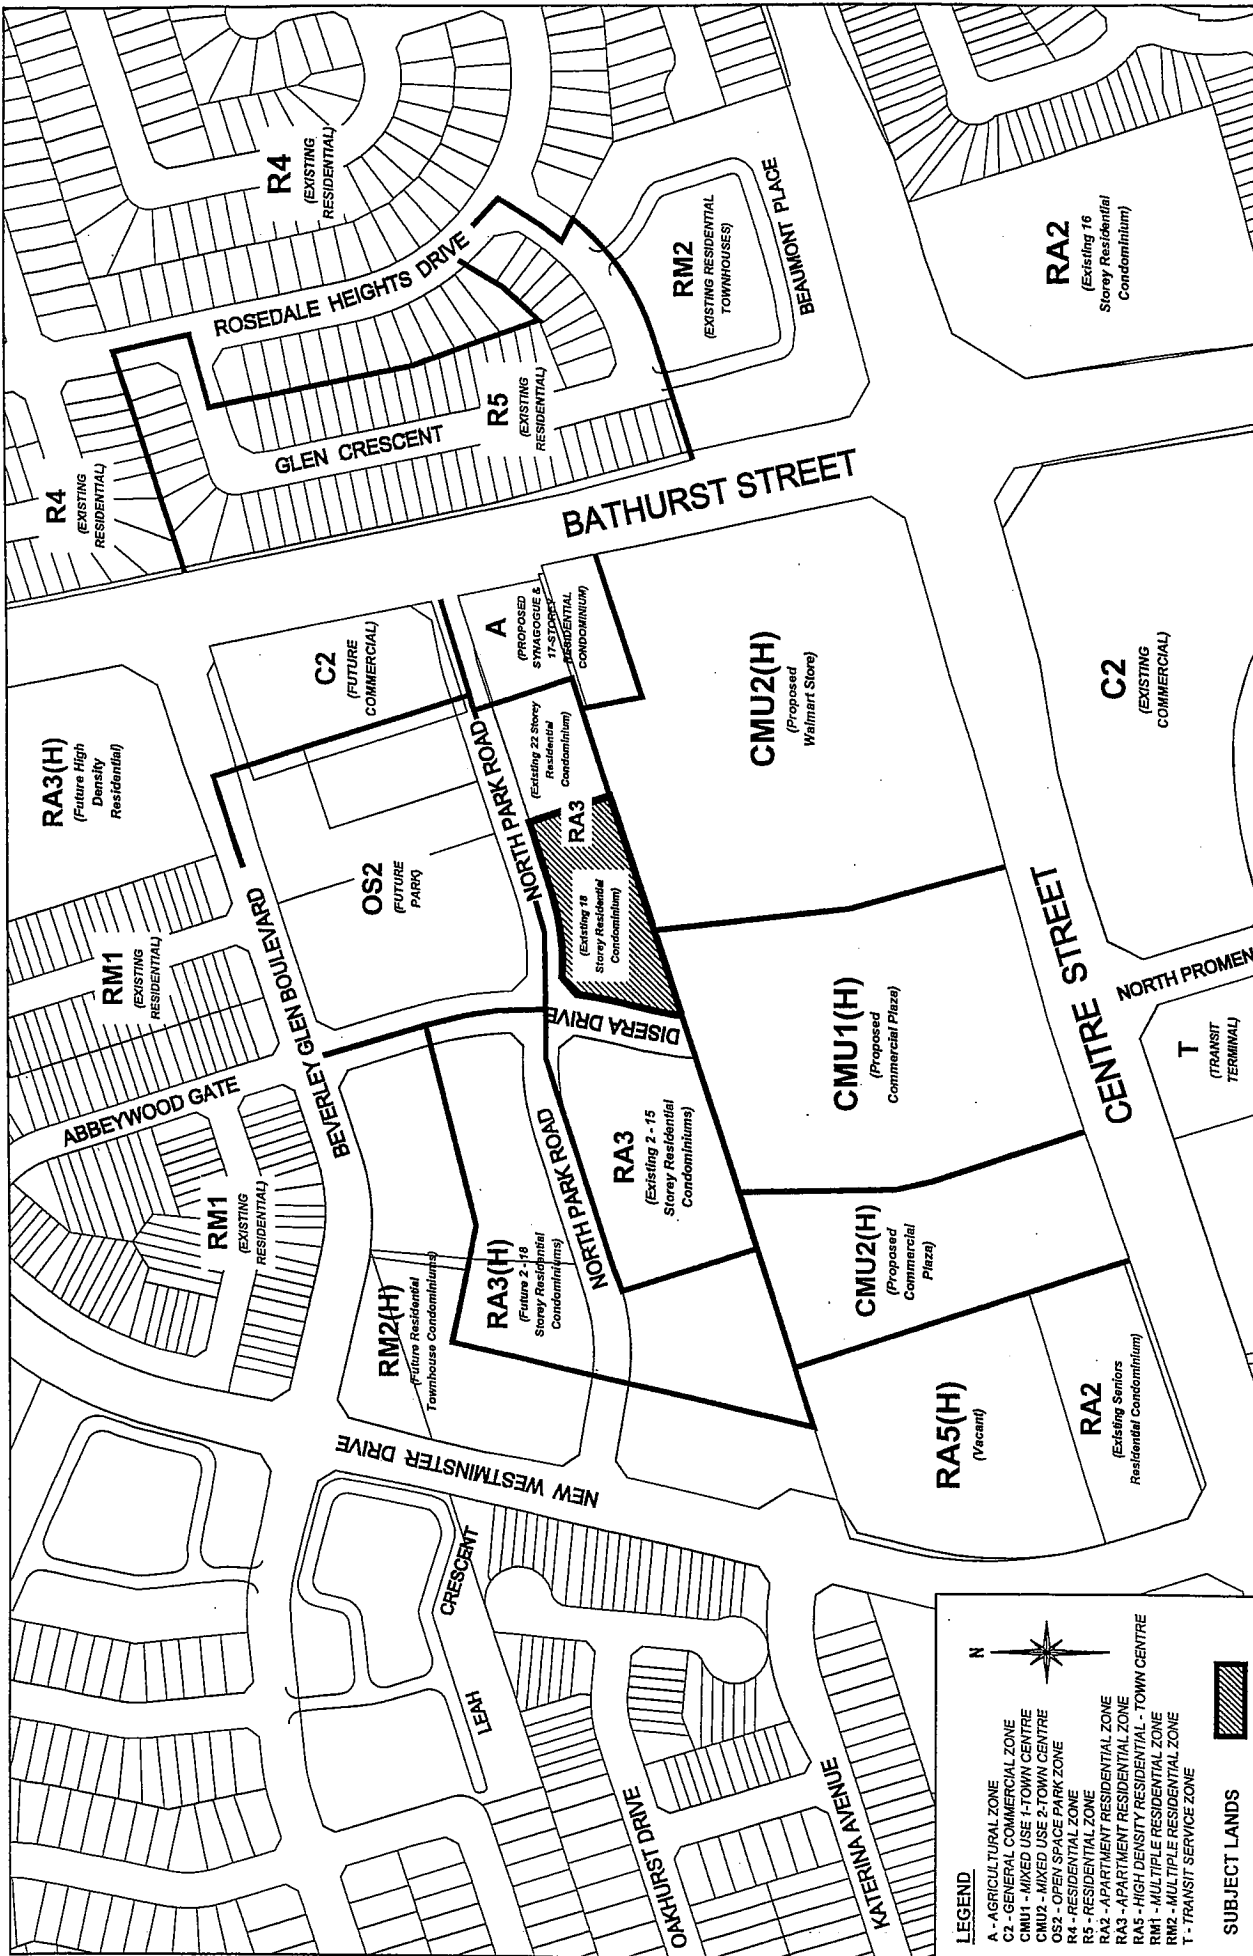 R4
(EXISTING
RESIDENTIAL)
ROSEDALE HEIGHTS DRIVE
RM2
(EXISTING RESIDENTIAL
TOWNHOUSES)
BEAUMONT PLACE
RA2
(Existing 16
Storey Residential
Condominium)
R4
(EXISTING
RESIDENTIAL)
GLEN CRESCENT
R5
(EXISTING
RESIDENTIAL)
BATHURST STREET
RA3(H)
(Future High
Density
Residential)
C2
(FUTURE
COMMERCIAL)
A
(PROPOSED
SYNAGOGUE &
17-STOREY
RESIDENTIAL
CONDOMINIUM)
CMU2(H)
(Proposed
Walmart Store)
C2
(EXISTING
COMMERCIAL)
RM1
(EXISTING
RESIDENTIAL)
BEVERLEY GLEN BOULEVARD
OS2
(FUTURE
PARK)
NORTH PARK ROAD
(Existing 22 Storey
Residential
Condominium)
RA3
(Existing 18
Storey Residential
Condominium)
DISERA DRIVE
CENTRE STREET
NORTH PROMEN
ABBEYWOOD GATE
RM1
(EXISTING
RESIDENTIAL)
RM2(H)
(Future Residential
Townhouse Condominiums)
RA3(H)
(Future 2 - 18
Storey Residential
Condominiums)
NORTH PARK ROAD
RA3
(Existing 2 - 15
Storey Residential
Condominiums)
CMU1(H)
(Proposed
Commercial Plaza)
T
(TRANSIT
TERMINAL)
CMU2(H)
(Proposed
Commercial
Plaza)
NEW WESTMINSTER DRIVE
RA5(H)
(Vacant)
RA2
(Existing Seniors
Residential Condominium)
LEAH
CRESCENT
OAKHURST DRIVE
KATERINA AVENUE
LEGEND
N
A - AGRICULTURAL ZONE
C2 - GENERAL COMMERCIAL ZONE
CMU1 - MIXED USE 1-TOWN CENTRE
CMU2 - MIXED USE 2-TOWN CENTRE
OS2 - OPEN SPACE PARK ZONE
R4 - RESIDENTIAL ZONE
R5 - RESIDENTIAL ZONE
RA2 - APARTMENT RESIDENTIAL ZONE
RA3 - APARTMENT RESIDENTIAL ZONE
RA5 - HIGH DENSITY RESIDENTIAL - TOWN CENTRE
RM1 - MULTIPLE RESIDENTIAL ZONE
RM2 - MULTIPLE RESIDENTIAL ZONE
T - TRANSIT SERVICE ZONE
SUBJECT LANDS